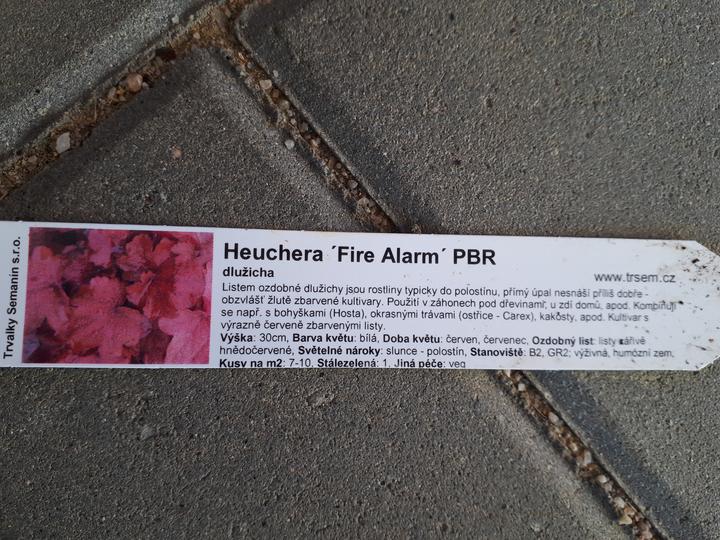 Trvalky Semanín s.r.o.
Heuchera ´Fire Alarm´ PBR
dlužicha
www.trsem.cz
Listem ozdobné dlužichy jsou rostliny typicky do polostínu, přímý úpal nesnáší příliš dobře -
obzvlášť žlutě zbarvené kultivary. Použití v záhonech pod dřevinami, u zdí domů, apod. Kombinují
se např. s bohyškami (Hosta), okrasnými trávami (ostřice - Carex), kakosty, apod. Kultivar s
výrazně červeně zbarvenými listy.
Výška: 30cm, Barva květu: bílá, Doba květu: červen, červenec, Ozdobný list: listy zářivě
hnědočervené, Světelné nároky: slunce - polostín, Stanoviště: B2, GR2; výživná, humózní zem,
Kusy na m2: 7-10, Stálezelená: 1, Jiná péče: veg